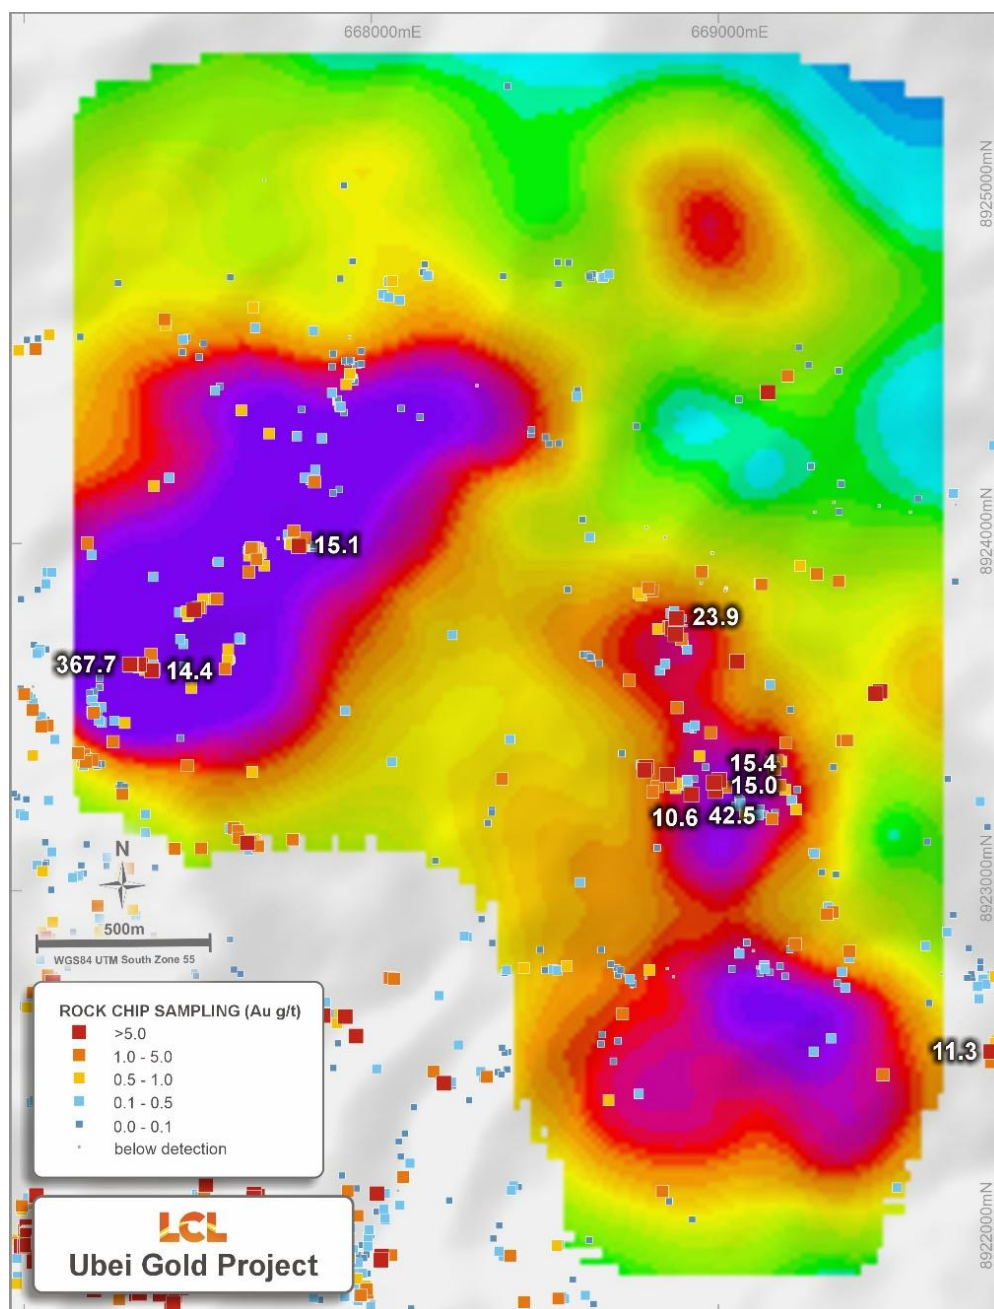 668000mE
669000mE
8925000mN
8924000mN
15.1
23.9
367.7
14.4
15.4
15.0
10.6
42.5
8923000mN
N
500m
WGS84 UTM South Zone 55
ROCK CHIP SAMPLING (Au g/t)
>5.0
1.0 - 5.0
0.5 - 1.0
0.1 - 0.5
0.0 - 0.1
below detection
11.3
8922000mN
LCL
Ubei Gold Project